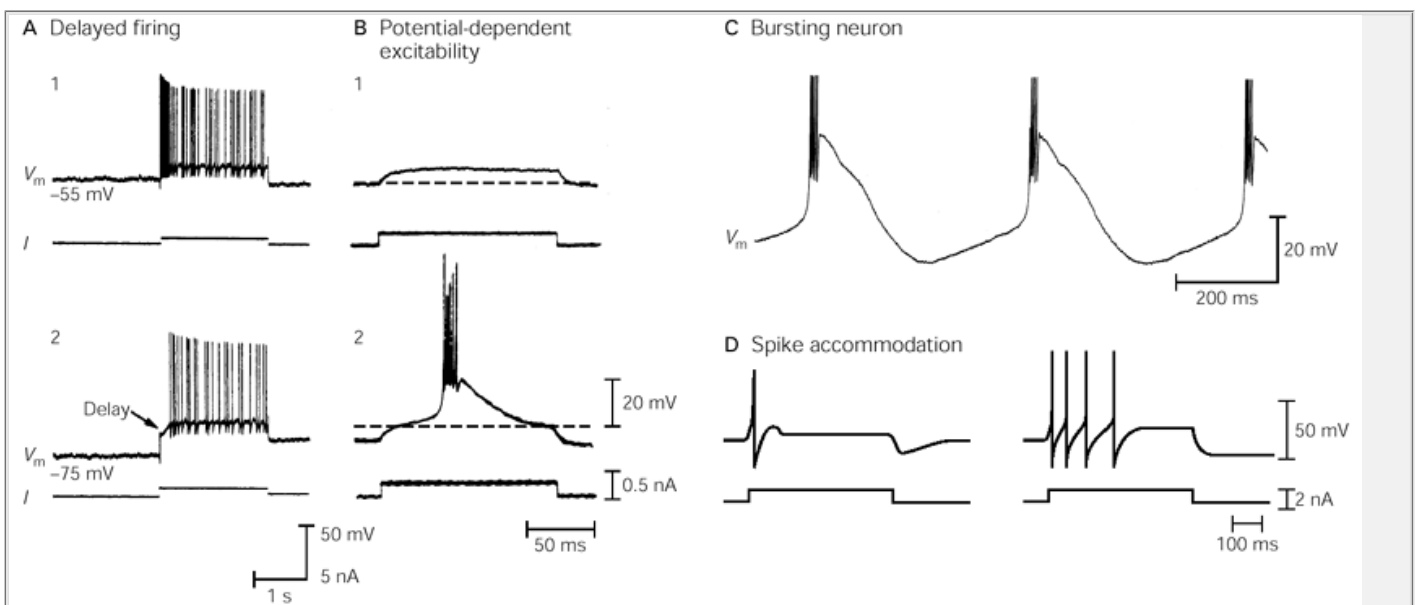 A Delayed firing
1
Vm
–55 mV
I
2
Delay
Vm
–75 mV
I
50 mV
5 nA
1 s
B Potential-dependent
excitability
1
2
20 mV
0.5 nA
50 ms
C Bursting neuron
Vm
20 mV
200 ms
D Spike accommodation
50 mV
2 nA
100 ms